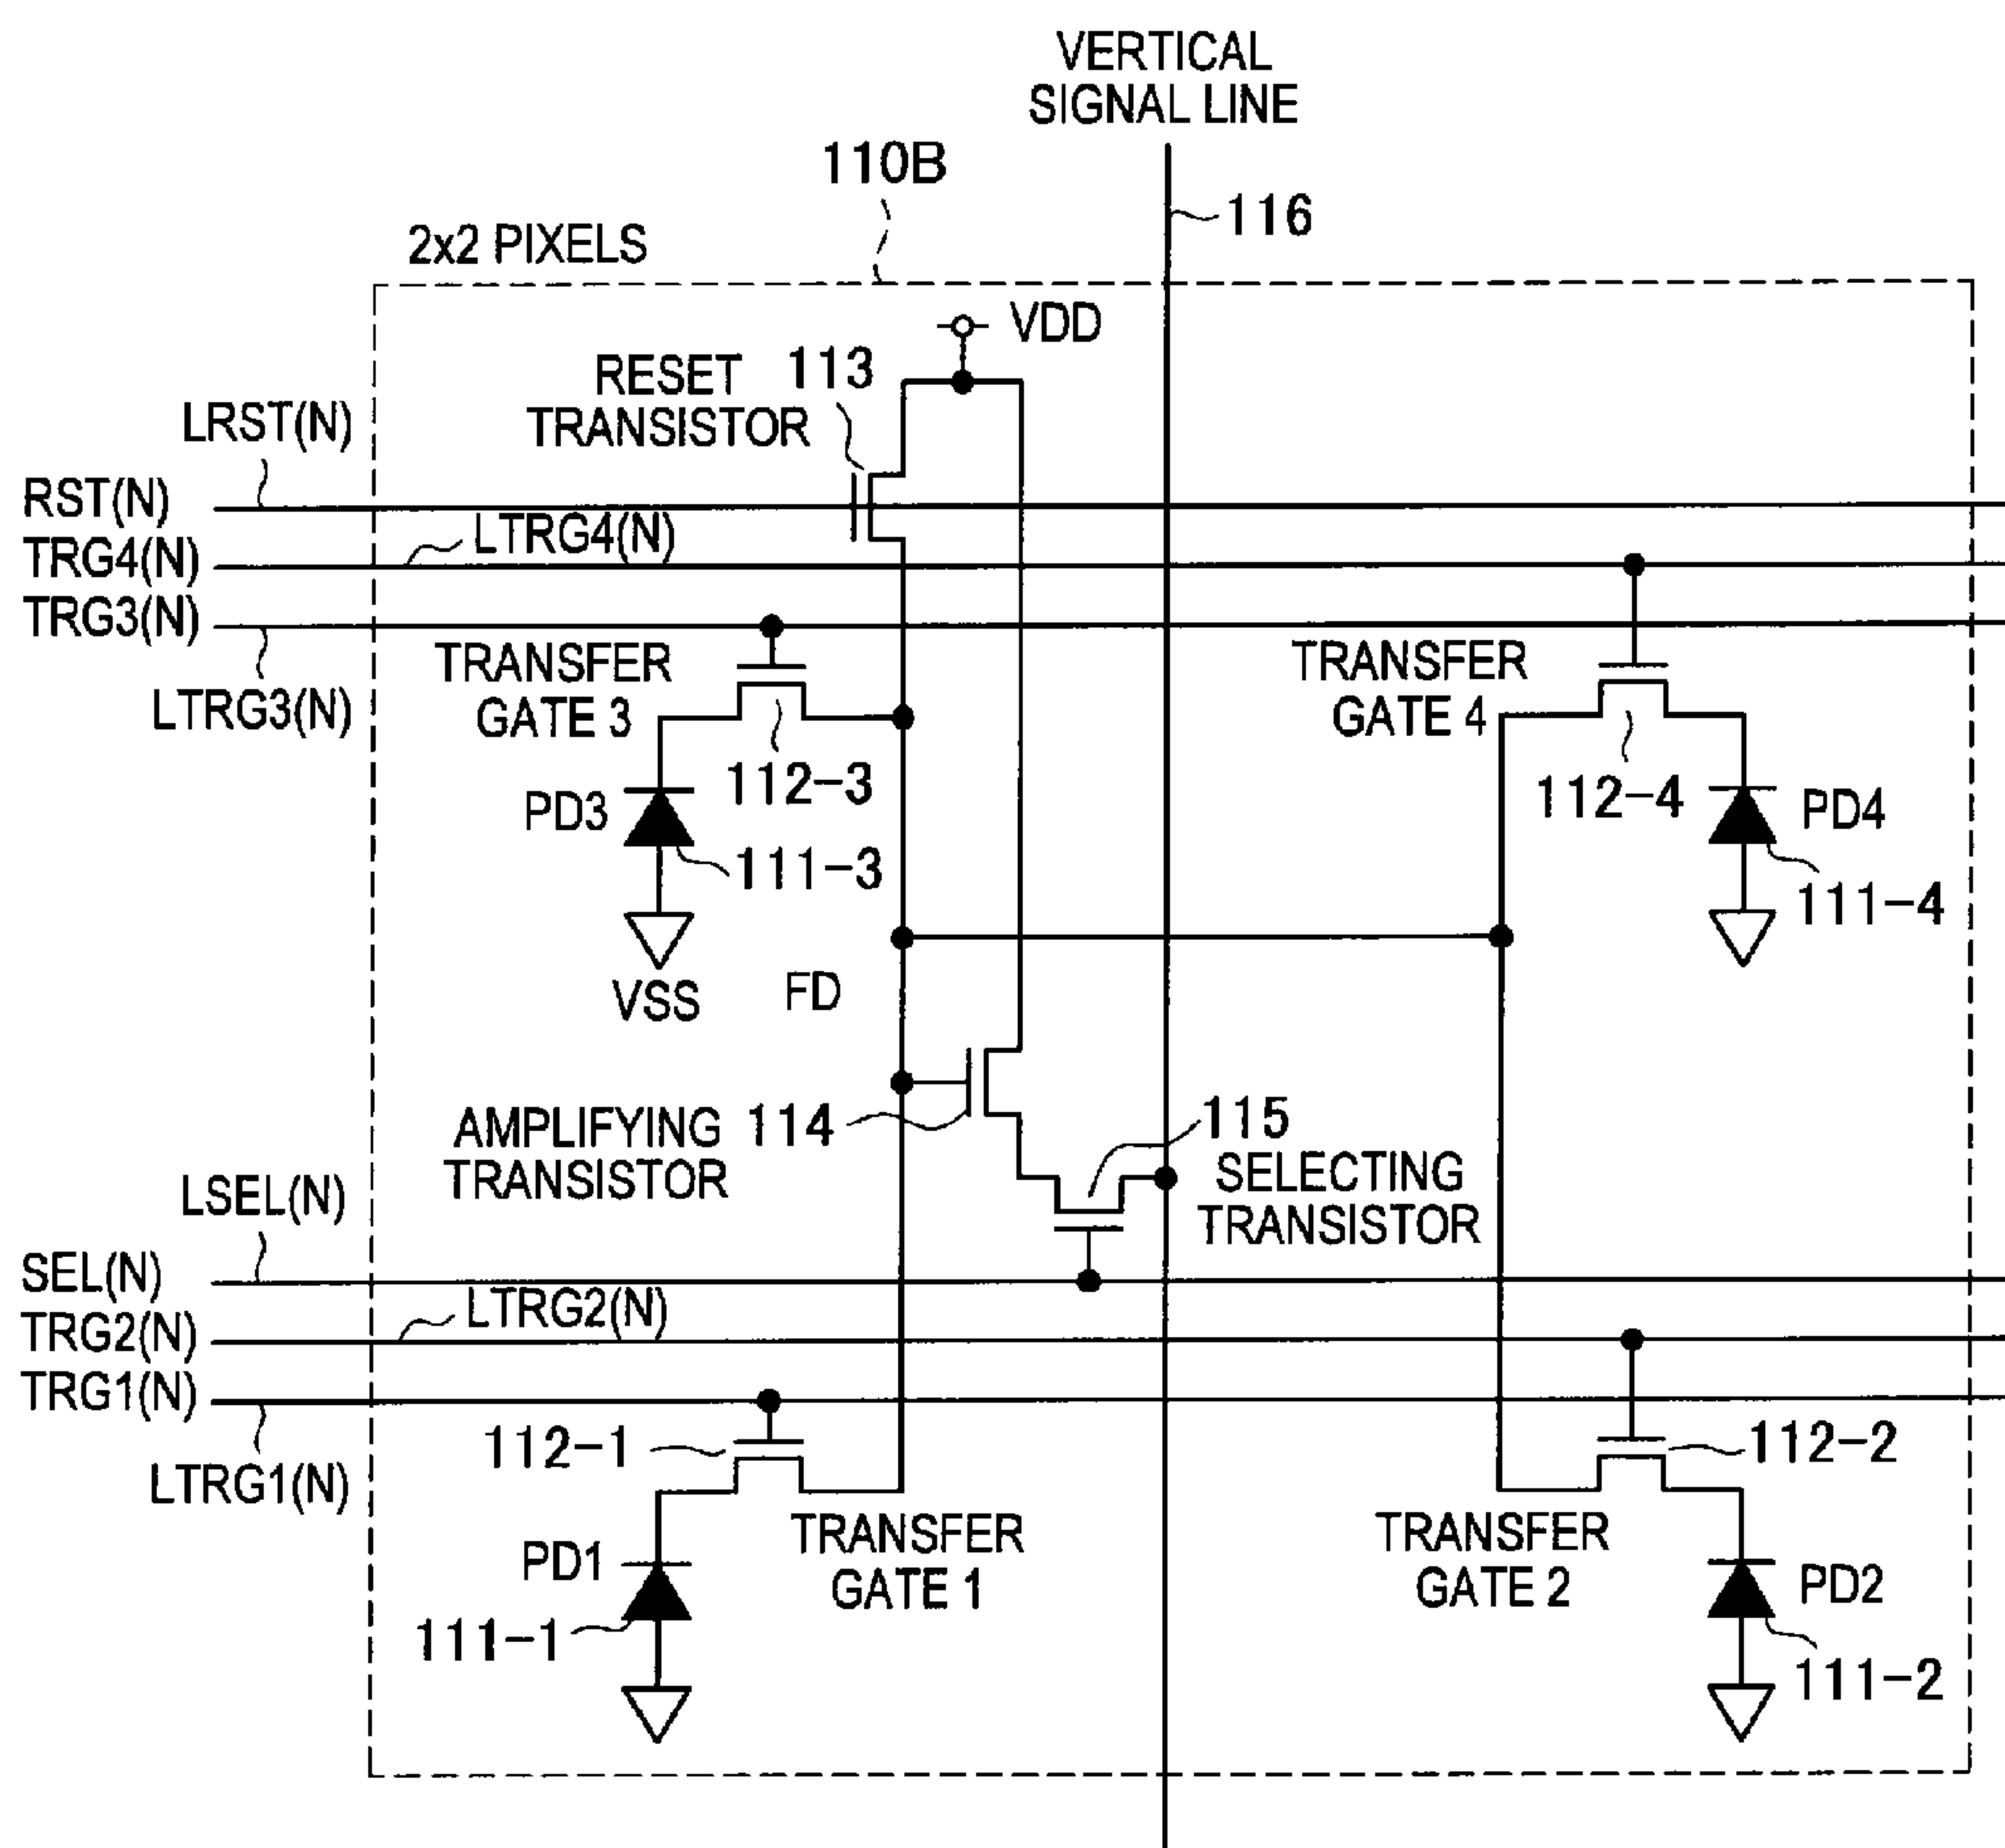 VERTICAL
SIGNAL LINE
110B
116
2x2 PIXELS
VDD
RESET
TRANSISTOR
113
LRST(N)
RST(N)
LTRG4(N)
TRG4(N)
TRG3(N)
LTRG3(N)
TRANSFER
GATE 3
TRANSFER
GATE 4
112-3
112-4
PD3
PD4
111-3
111-4
VSS
FD
AMPLIFYING
TRANSISTOR
114
115
SELECTING
TRANSISTOR
LSEL(N)
SEL(N)
LTRG2(N)
TRG2(N)
TRG1(N)
LTRG1(N)
112-1
112-2
TRANSFER
GATE 1
TRANSFER
GATE 2
PD1
PD2
111-1
111-2